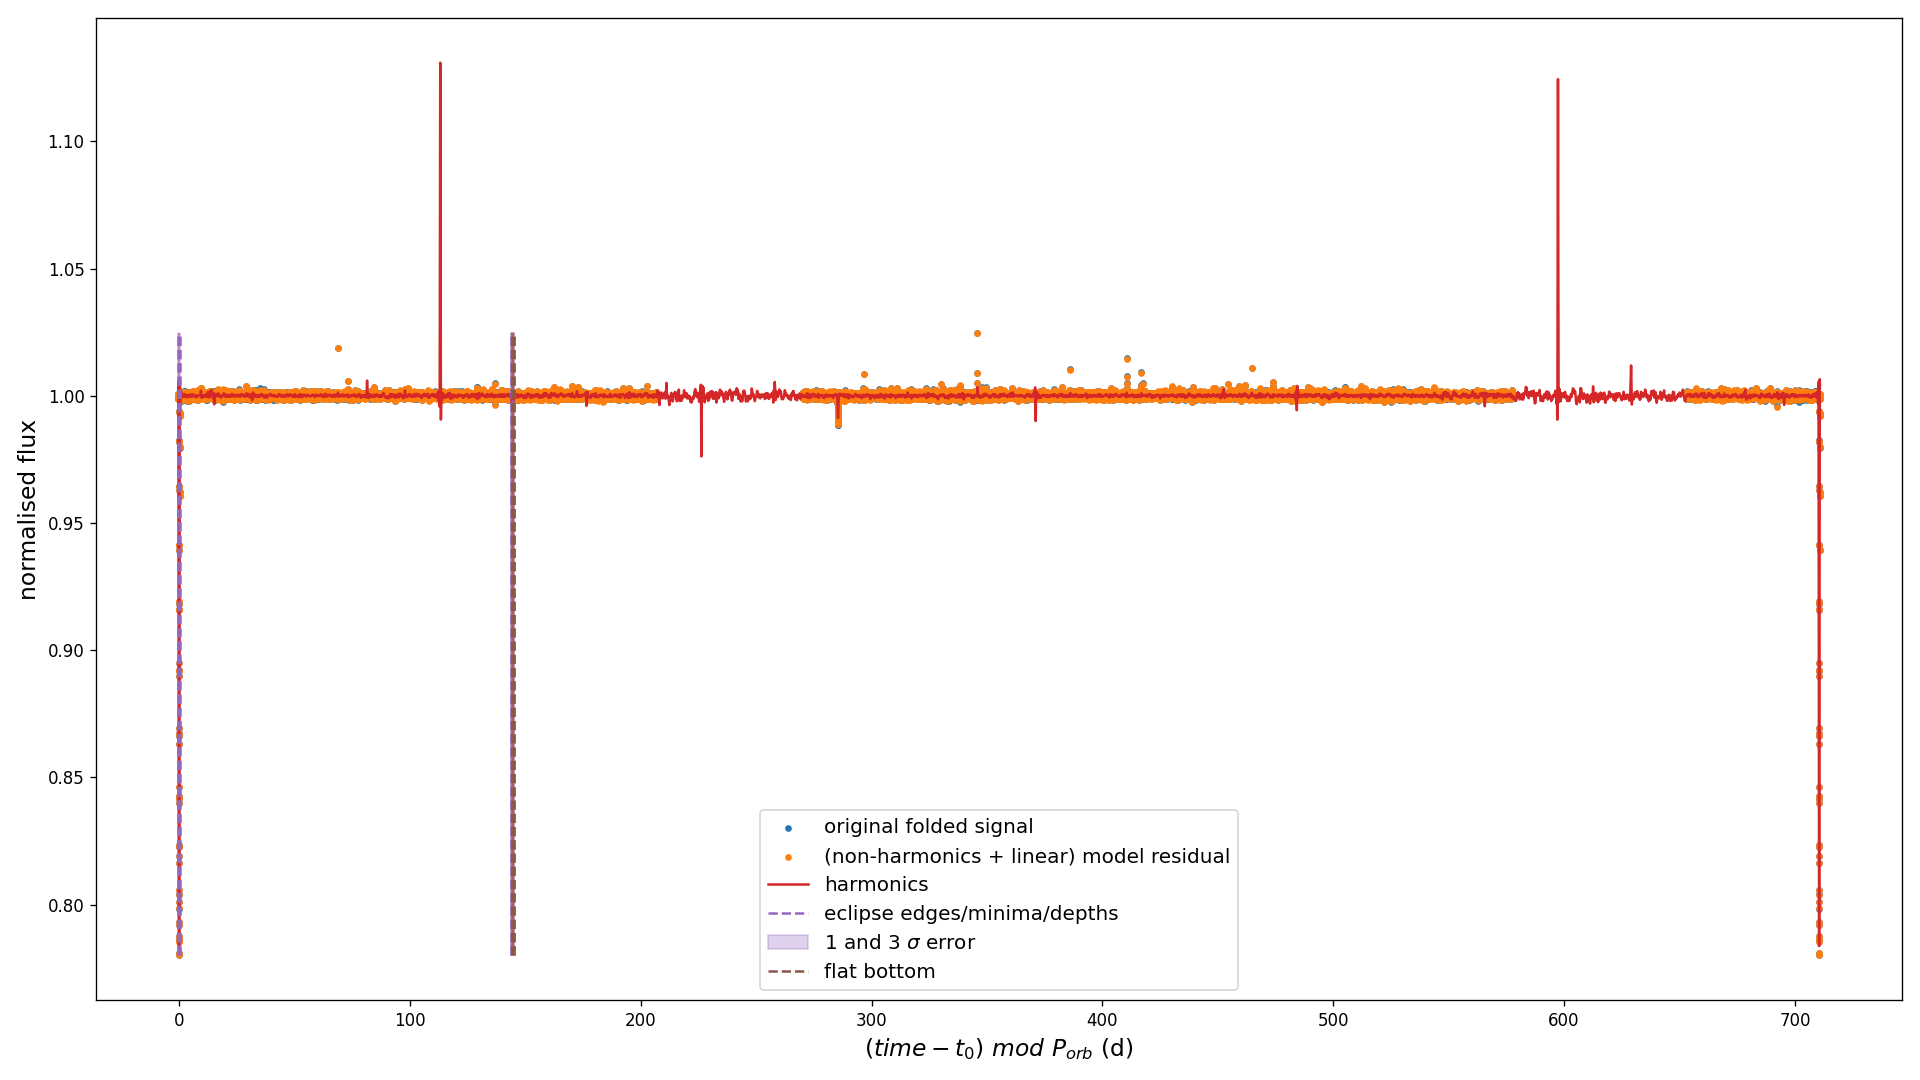 normalised flux
1.10
1.05
1.00
0.95
0.90
0.85
0.80
original folded signal
(non-harmonics + linear) model residual
harmonics
eclipse edges/minima/depths
1 and 3 σ error
flat bottom
0 100 200 300 400 500 600 700
(time − t₀) mod Pₒᵣb (d)